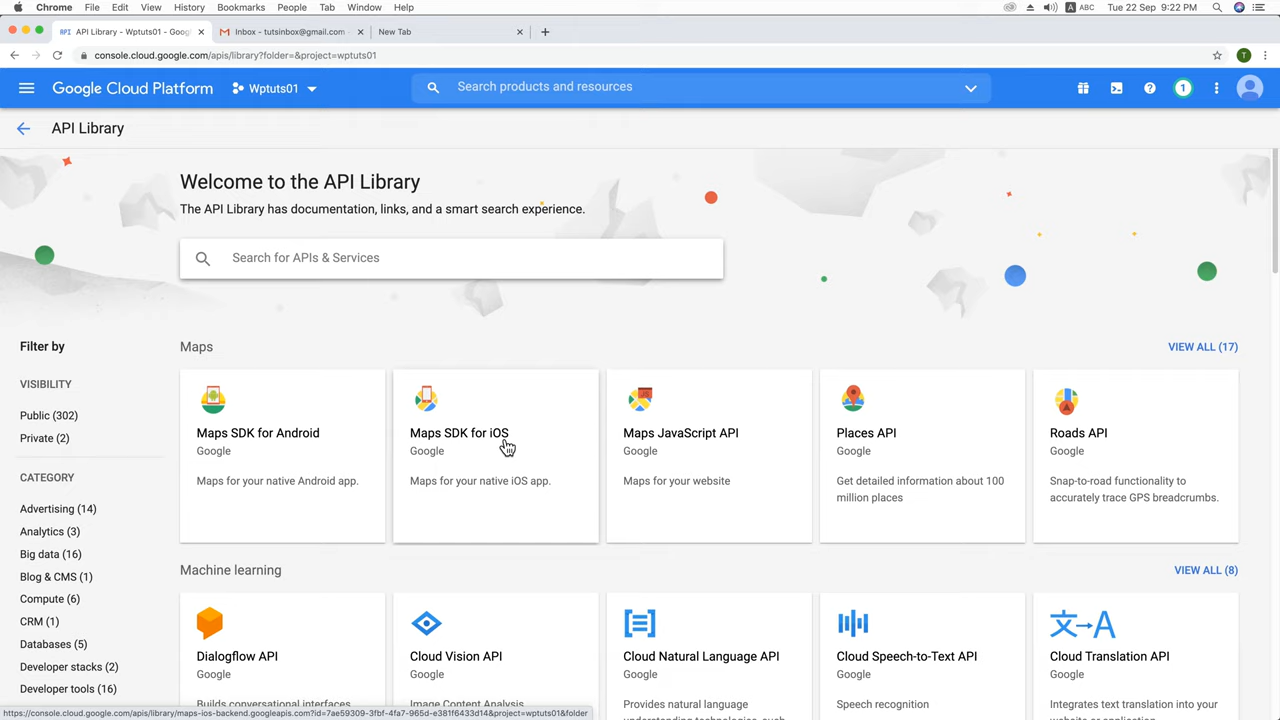 Chrome File Edit View History Bookmarks People Tab Window Help A ABC Tue 22 Sep 9:22 PM
API API Library - Wptuts01 - Goog Inbox - tutsinbox@gmail.com - New Tab
console.cloud.google.com/apis/library?folder=&project=wptuts01 T
Google Cloud Platform Wptuts01 Search products and resources 1
API Library
Welcome to the API Library
The API Library has documentation, links, and a smart search experience.
Search for APIs & Services
Filter by
VISIBILITY
Public (302)
Private (2)
CATEGORY
Advertising (14)
Analytics (3)
Big data (16)
Blog & CMS (1)
Compute (6)
CRM (1)
Databases (5)
Developer stacks (2)
Developer tools (16)
Maps VIEW ALL (17)
Maps SDK for Android
Google
Maps for your native Android app.
Maps SDK for iOS
Google
Maps for your native iOS app.
Maps JavaScript API
Google
Maps for your website
Places API
Google
Get detailed information about 100
million places
Roads API
Google
Snap-to-road functionality to
accurately trace GPS breadcrumbs.
Machine learning VIEW ALL (8)
Dialogflow API
Google
Builds conversational interfaces
Cloud Vision API
Google
Image Content Analysis
Cloud Natural Language API
Google
Provides natural language
Cloud Speech-to-Text API
Google
Speech recognition
文→A
Cloud Translation API
Google
Integrates text translation into your
website or application
https://console.cloud.google.com/apis/library/maps-ios-backend.googleapis.com?id=7ae59309-3fbf-4fa7-965d-e381f6433d14&project=wptuts01&folder